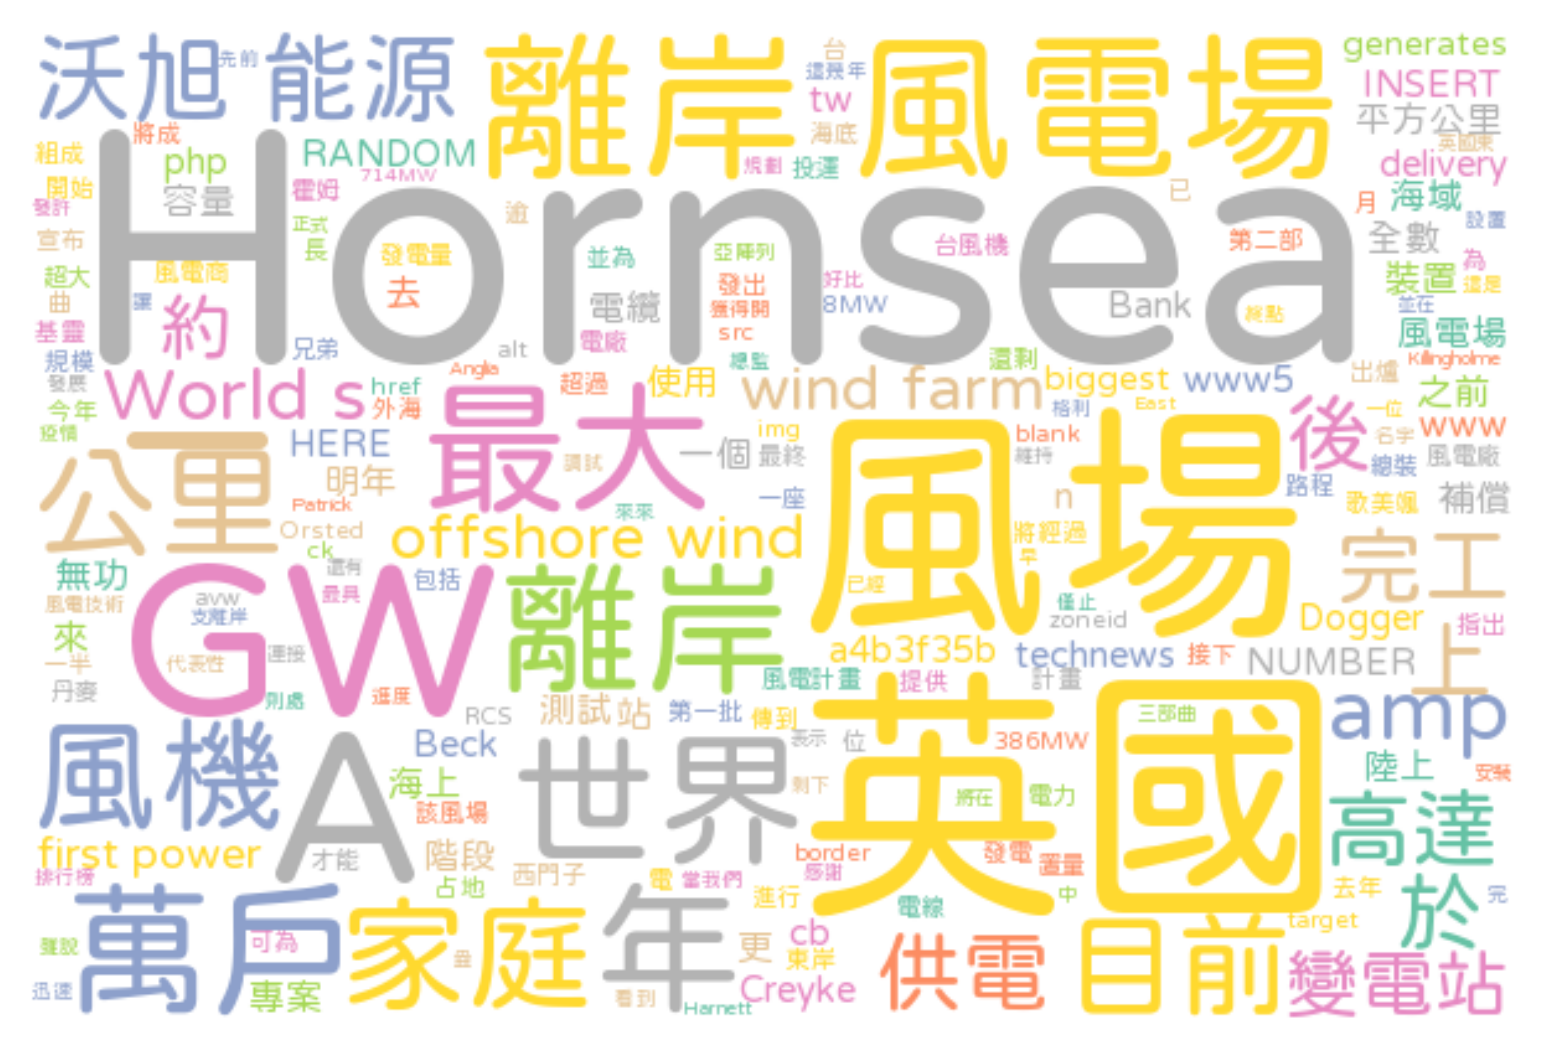 沃旭能源 先前 離岸風電場 台 generates
這幾年
tw INSERT
海底 平方公里
將成 英國東
組成 php RANDOM 714MW 規劃 投運 delivery
開始 容量 霍姆 已 月 海域
發許 Hornsea 設置
宣布 正式 逾 第二部 全數
長 發電量 並為 亞陣列 台風機 為
超大 風電商 去 發出 好比 裝置 這是
曲 讓 約 電纜 獲得開 8MW Bank 終點 並在
基靈 電廠 src 風電場
規模 兄弟 alt 總監 還剩 Killingholme
發展 World s href Anglia 超過 使用 wind farm biggest www5 出爐 之前
今年 外海 最大 格利 East 後 一位
疫情 HERE img blank 名字 www
公里 一個 最終 維持 總裝 風電廠
明年 調試 風場 路程
Patrick 一座 n 歌美颯 補償
Orsted offshore wind 來來 將經過
ck 早 完工
無功 還有 包括 已經
風電技術 avw GW 最具 離岸 僅止
支離岸 zoneid Dogger 指出
來 a4b3f35b technews 接下 NUMBER 上
一半 代表性 連接 風電計畫 提供 計畫
丹麥 則處 進度 RCS 測試站 第一批 傳到 英國 三部曲 amp
風機 A Beck 世界 表示 位 386MW 陸上 安裝
海上 剩下 將在 電力 高達
該風場
first power 才能 階段 border 發電
排行榜 占地 西門子 電 當我們 感謝 置量 去年
萬戶 家庭 年 進行 電線 中 於 完
雖說 可為 更 cb target
壘 東岸 供電 目前 變電站
迅速 專案 看到 Creyke
Harnett